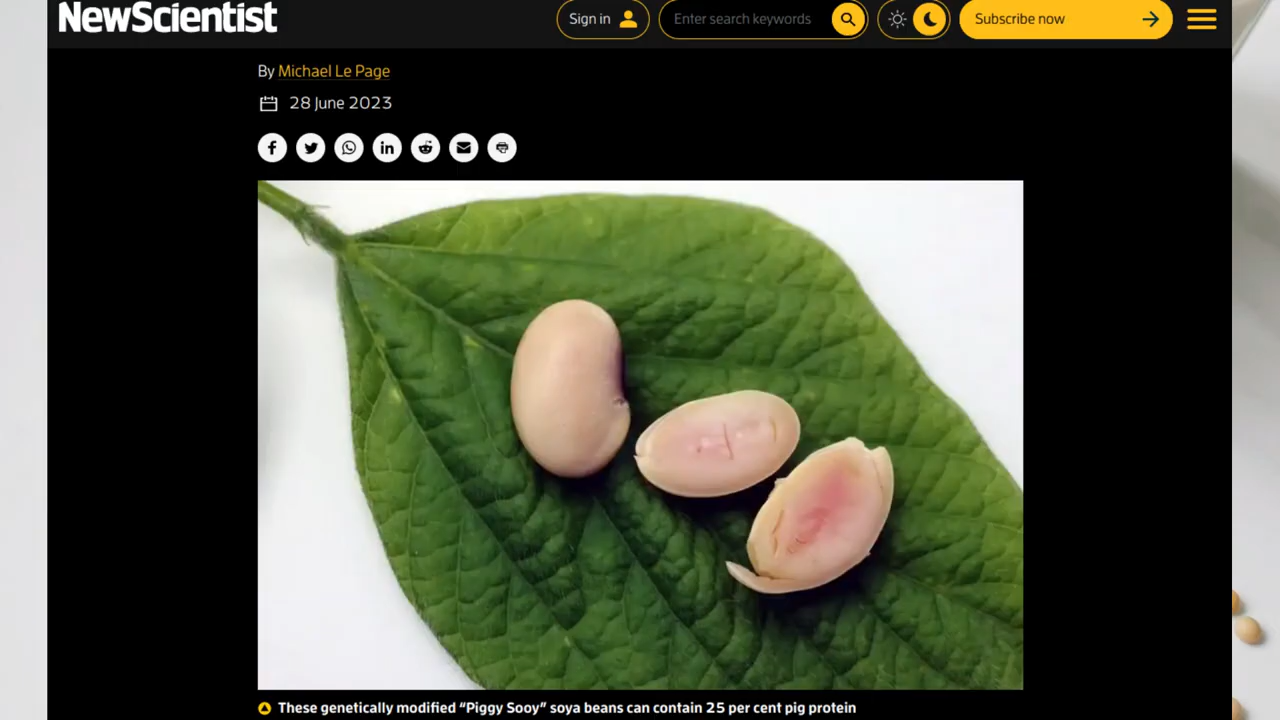 NewScientist
Sign in
Enter search keywords
Subscribe now
By Michael Le Page
28 June 2023
These genetically modified “Piggy Sooy” soya beans can contain 25 per cent pig protein